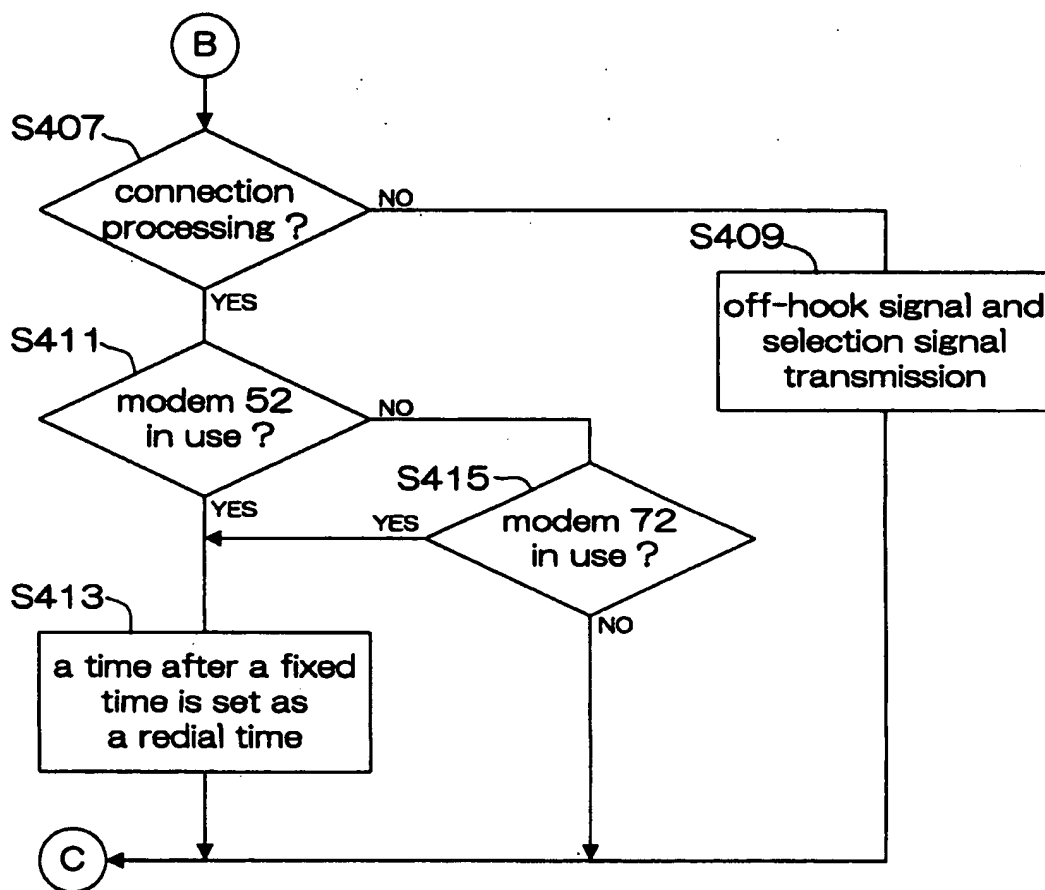 B
S407
connection
processing ?
NO
YES
S409
off-hook signal and
selection signal
transmission
S411
modem 52
in use ?
NO
YES
S415
modem 72
in use ?
YES
NO
S413
a time after a fixed
time is set as
a redial time
C